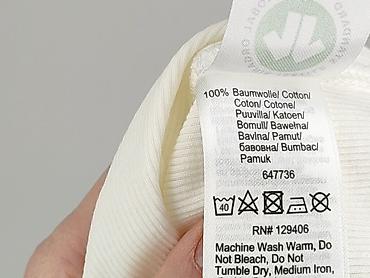 100% Baumwolle/ Cotton/
Coton/ Cotone/
Puuvilla/ Katoen/
Bomull/ Bawełna/
Bavlna/ Pamut/
бавовна/ Bumbac/
Pamuk
647736
40
RN# 129406
Machine Wash Warm, Do
Not Bleach, Do Not
Tumble Dry, Medium Iron,